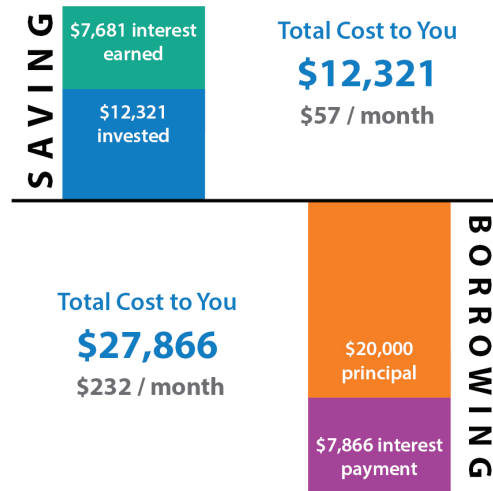 SAVING
$7,681 interest
earned
$12,321
invested
Total Cost to You
$12,321
$57 / month
Total Cost to You
$27,866
$232 / month
$20,000
principal
$7,866 interest
payment
BORROWING